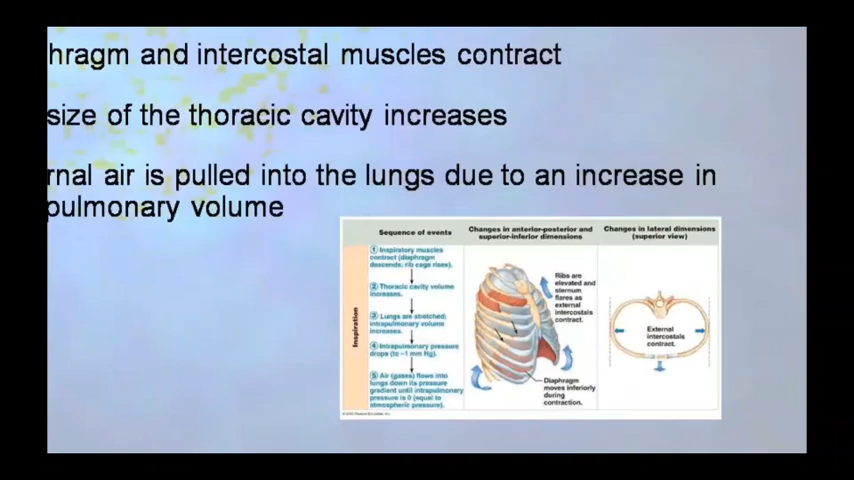 hragm and intercostal muscles contract
size of the thoracic cavity increases
rnal air is pulled into the lungs due to an increase in
pulmonary volume
Sequence of events
Changes in anterior-posterior and
superior-inferior dimensions
Changes in lateral dimensions
(superior view)
Inspiration
① Inspiratory muscles
contract (diaphragm
descends; rib cage rises).
② Thoracic cavity volume
increases.
③ Lungs are stretched;
intrapulmonary volume
increases.
④ Intrapulmonary pressure
drops (to –1 mm Hg).
⑤ Air (gases) flows into
lungs down its pressure
gradient until intrapulmonary
pressure is 0 (equal to
atmospheric pressure).
Ribs are
elevated and
sternum
flares as
external
intercostals
contract.
Diaphragm
moves inferiorly
during
contraction.
External
intercostals
contract.